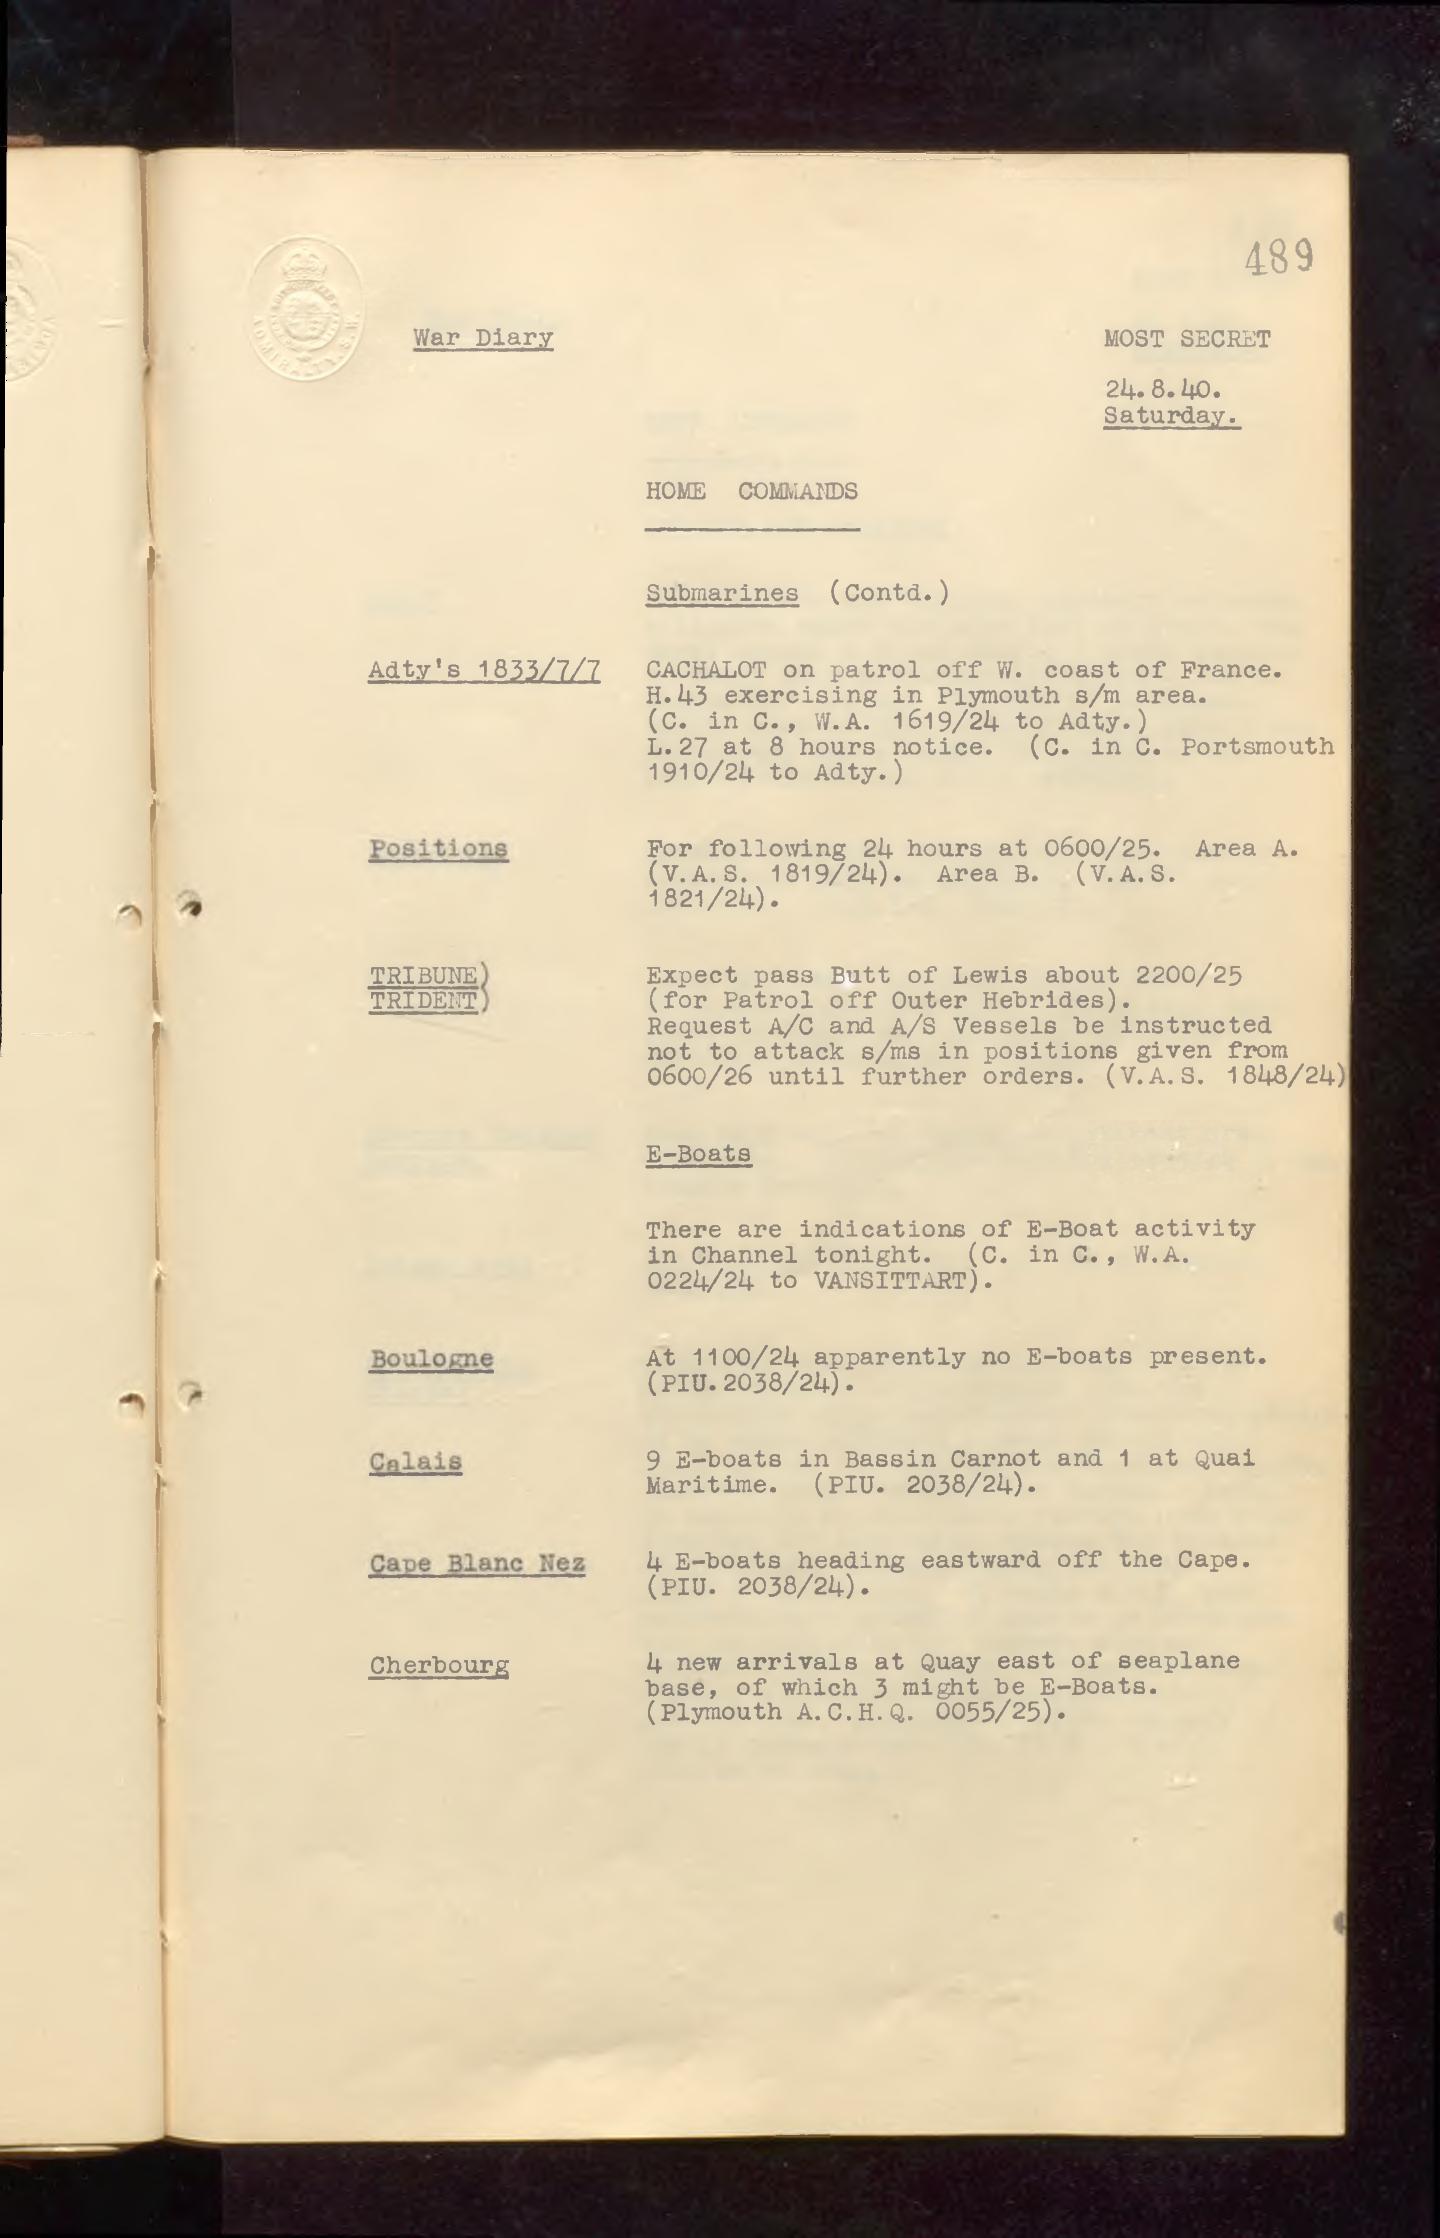 489
War Diary
MOST SECRET
24.8.40.
Saturday.
HOME COMMANDS
Submarines (Contd.)
Adty's 1833/7/7
CACHALOT on patrol off W. coast of France.
H.43 exercising in Plymouth s/m area.
(C. in C., W.A. 1619/24 to Adty.)
L.27 at 8 hours notice. (C. in C. Portsmouth
1910/24 to Adty.)
Positions
For following 24 hours at 0600/25. Area A.
(V.A.S. 1819/24). Area B. (V.A.S.
1821/24).
TRIBUNE)
TRIDENT)
Expect pass Butt of Lewis about 2200/25
(for Patrol off Outer Hebrides).
Request A/C and A/S Vessels be instructed
not to attack s/ms in positions given from
0600/26 until further orders. (V.A.S. 1848/24)
E-Boats
There are indications of E-Boat activity
in Channel tonight. (C. in C., W.A.
0224/24 to VANSITTART).
Boulogne
At 1100/24 apparently no E-boats present.
(PIU.2038/24).
Calais
9 E-boats in Bassin Carnot and 1 at Quai
Maritime. (PIU. 2038/24).
Cape Blanc Nez
4 E-boats heading eastward off the Cape.
(PIU. 2038/24).
Cherbourg
4 new arrivals at Quay east of seaplane
base, of which 3 might be E-Boats.
(Plymouth A.C.H.Q. 0055/25).
ADMIRALTY.S.W.